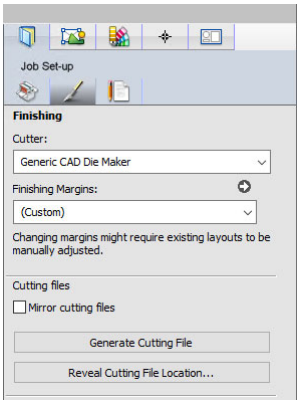 Job Set-up
Finishing
Cutter:
Generic CAD Die Maker
Finishing Margins:
(Custom)
Changing margins might require existing layouts to be
manually adjusted.
Cutting files
Mirror cutting files
Generate Cutting File
Reveal Cutting File Location...